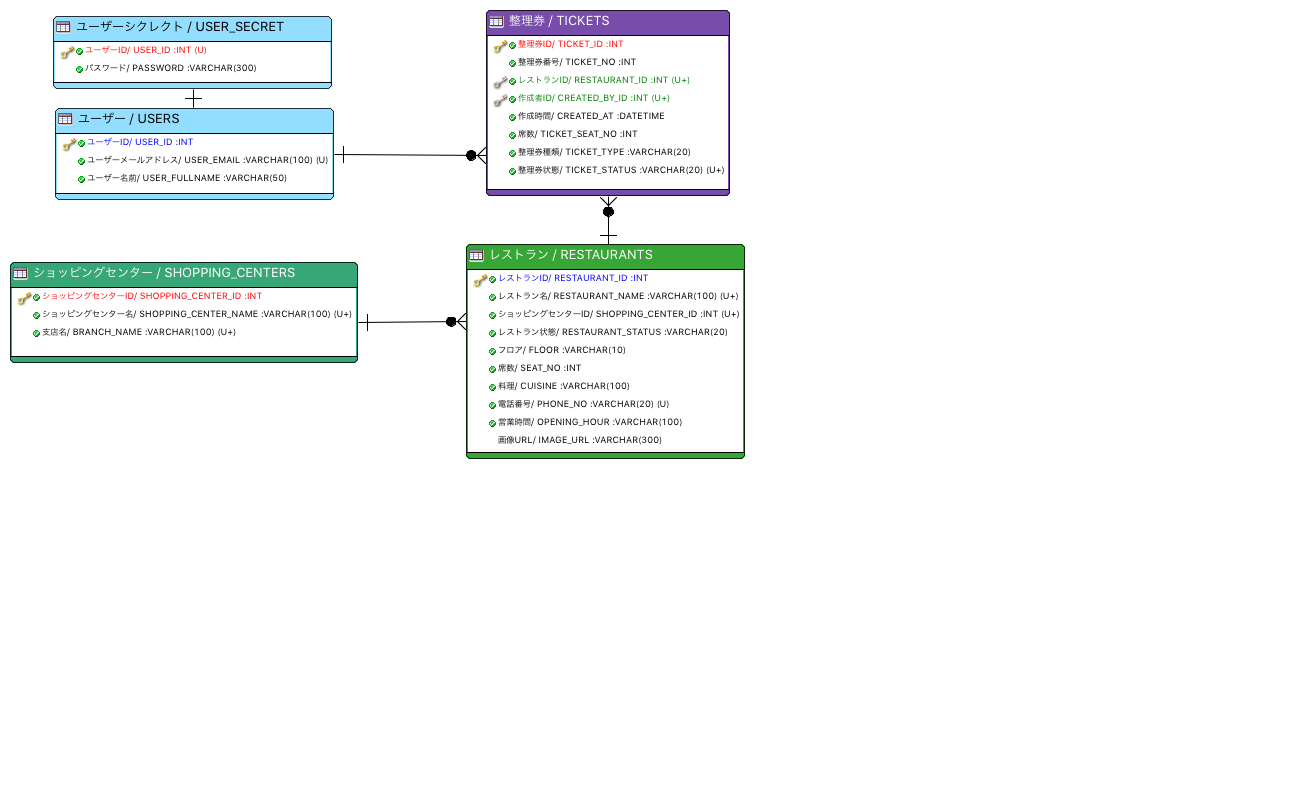 ユーザーシクレクト / USER_SECRET
ユーザーID/ USER_ID :INT (U)
パスワード/ PASSWORD :VARCHAR(300)
ユーザー / USERS
ユーザーID/ USER_ID :INT
ユーザーメールアドレス/ USER_EMAIL :VARCHAR(100) (U)
ユーザー名前/ USER_FULLNAME :VARCHAR(50)
整理券 / TICKETS
整理券ID/ TICKET_ID :INT
整理券番号/ TICKET_NO :INT
レストランID/ RESTAURANT_ID :INT (U+)
作成者ID/ CREATED_BY_ID :INT (U+)
作成時間/ CREATED_AT :DATETIME
席数/ TICKET_SEAT_NO :INT
整理券種類/ TICKET_TYPE :VARCHAR(20)
整理券状態/ TICKET_STATUS :VARCHAR(20) (U+)
ショッピングセンター / SHOPPING_CENTERS
ショッピングセンターID/ SHOPPING_CENTER_ID :INT
ショッピングセンター名/ SHOPPING_CENTER_NAME :VARCHAR(100) (U+)
支店名/ BRANCH_NAME :VARCHAR(100) (U+)
レストラン / RESTAURANTS
レストランID/ RESTAURANT_ID :INT
レストラン名/ RESTAURANT_NAME :VARCHAR(100) (U+)
ショッピングセンターID/ SHOPPING_CENTER_ID :INT (U+)
レストラン状態/ RESTAURANT_STATUS :VARCHAR(20)
フロア/ FLOOR :VARCHAR(10)
席数/ SEAT_NO :INT
料理/ CUISINE :VARCHAR(100)
電話番号/ PHONE_NO :VARCHAR(20) (U)
営業時間/ OPENING_HOUR :VARCHAR(100)
画像URL/ IMAGE_URL :VARCHAR(300)